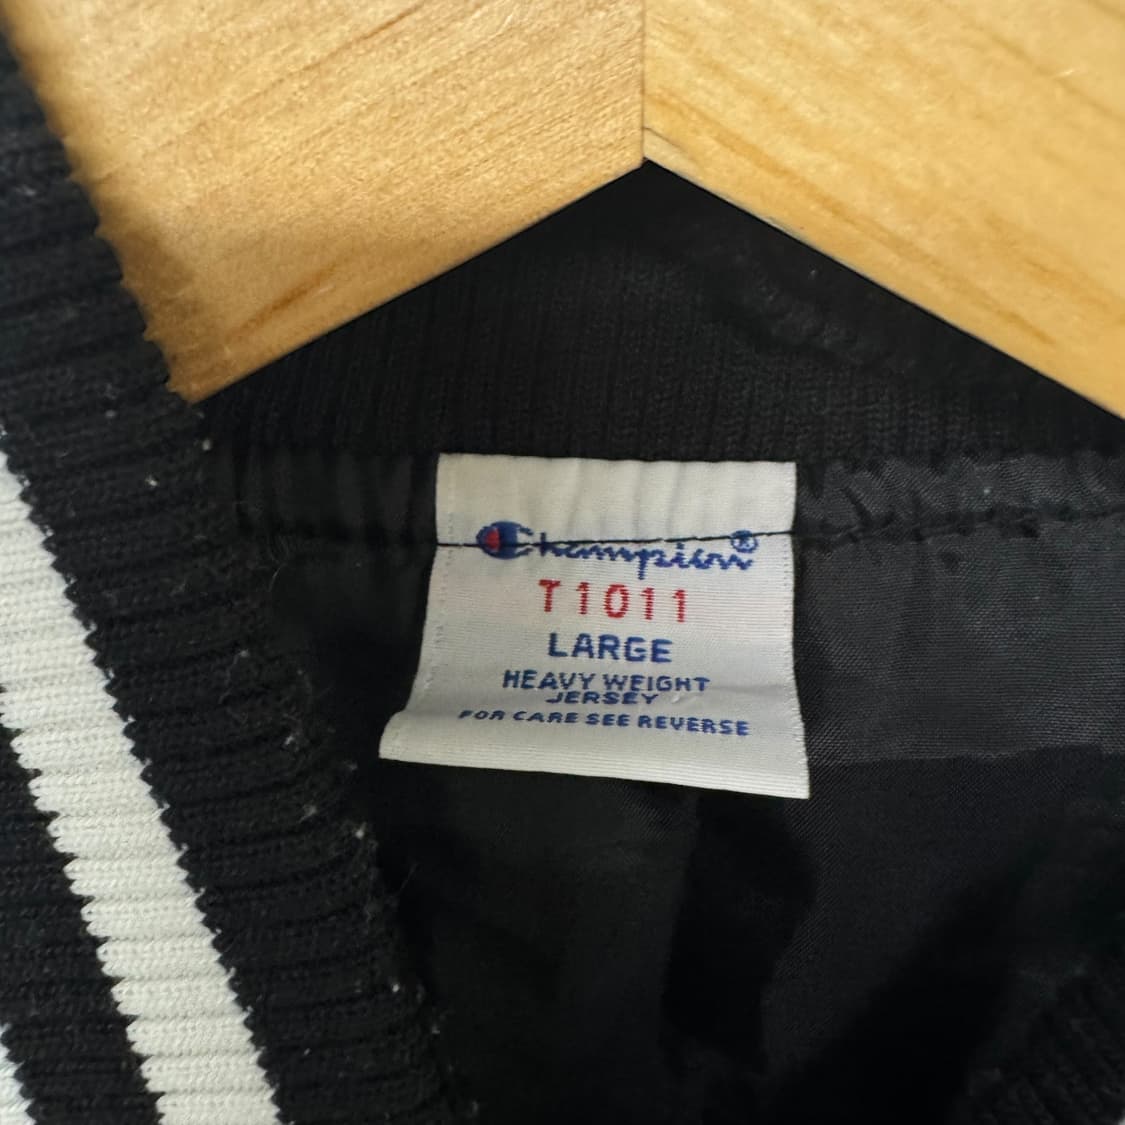 Champion®
T1011
LARGE
HEAVY WEIGHT
JERSEY
FOR CARE SEE REVERSE